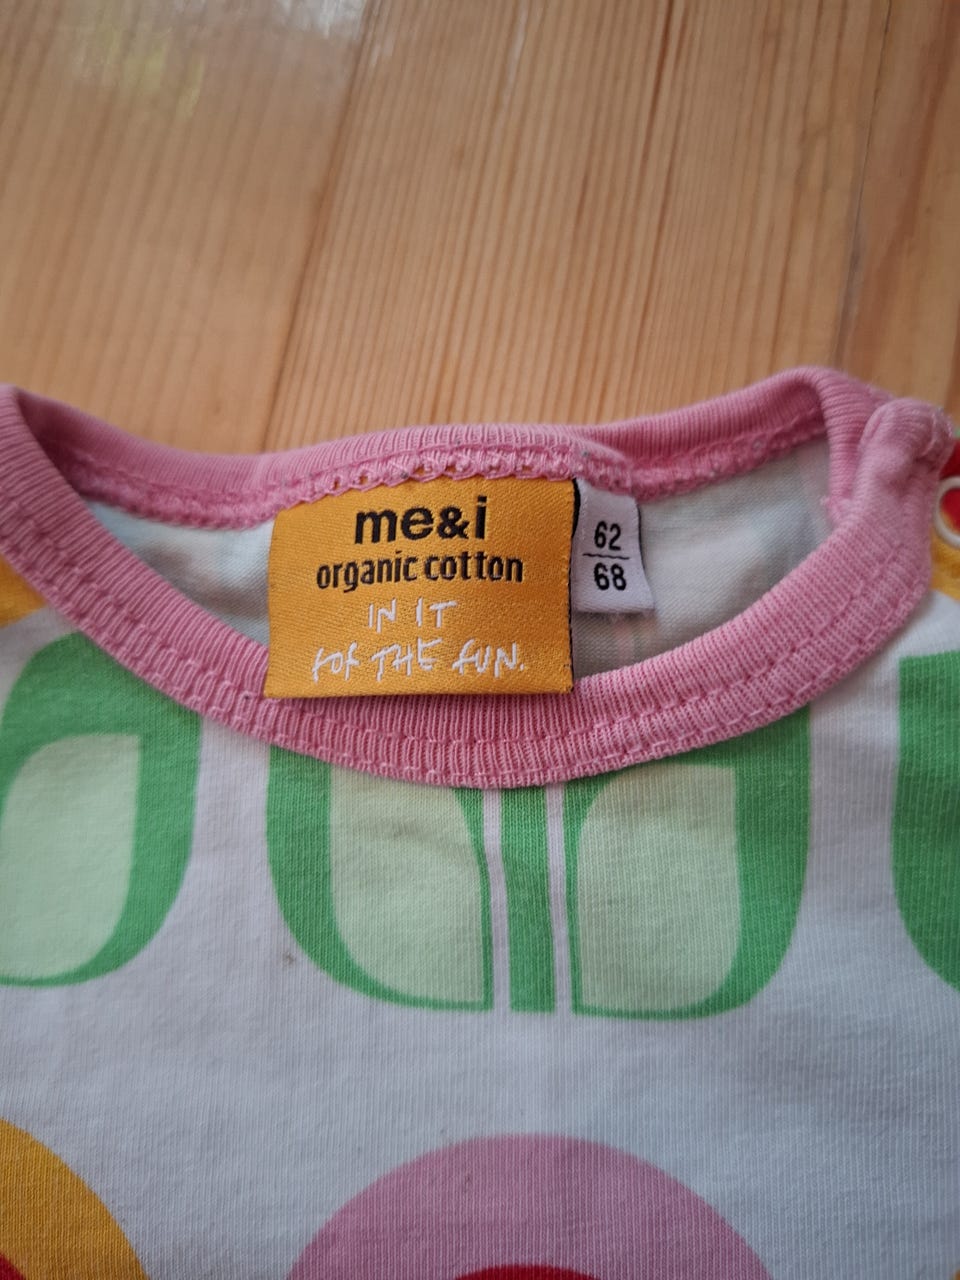 me&i
organic cotton
IN IT
FOR THE FUN.
62
68